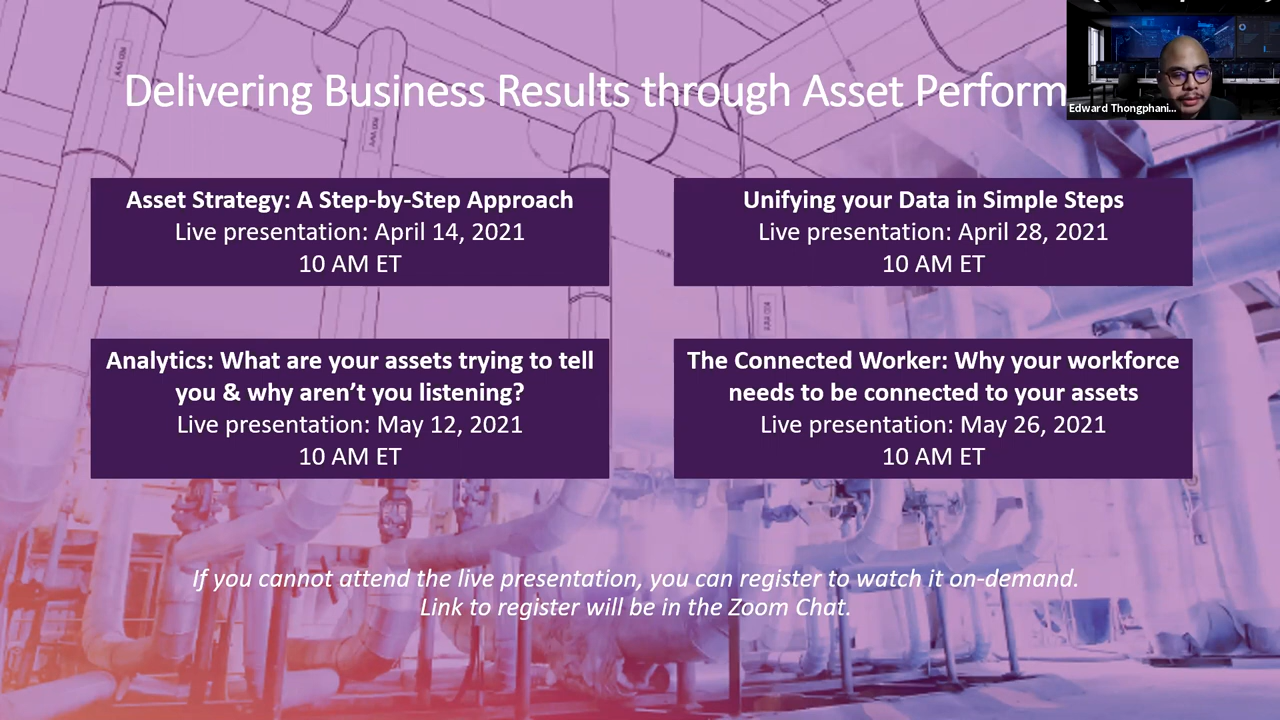 Delivering Business Results through Asset Perform
Edward Thongphani...
Asset Strategy: A Step-by-Step Approach
Live presentation: April 14, 2021
10 AM ET
Unifying your Data in Simple Steps
Live presentation: April 28, 2021
10 AM ET
Analytics: What are your assets trying to tell
you & why aren’t you listening?
Live presentation: May 12, 2021
10 AM ET
The Connected Worker: Why your workforce
needs to be connected to your assets
Live presentation: May 26, 2021
10 AM ET
If you cannot attend the live presentation, you can register to watch it on-demand.
Link to register will be in the Zoom Chat.